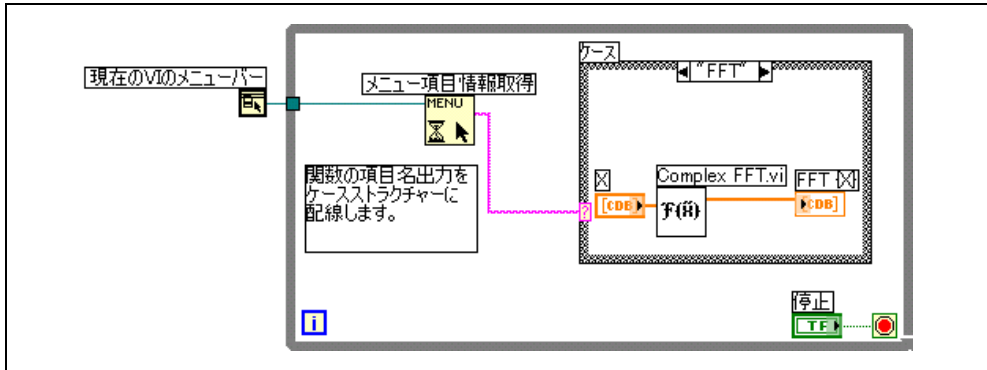 現在のVIのメニューバー
メニュー項目情報取得
MENU
関数の項目名出力を
ケースストラクチャーに
配線します。
ケース
"FFT"
?
X
[CDB]
Complex FFT.vi
F(X)
FFT {X}
[CDB]
i
停止
TF